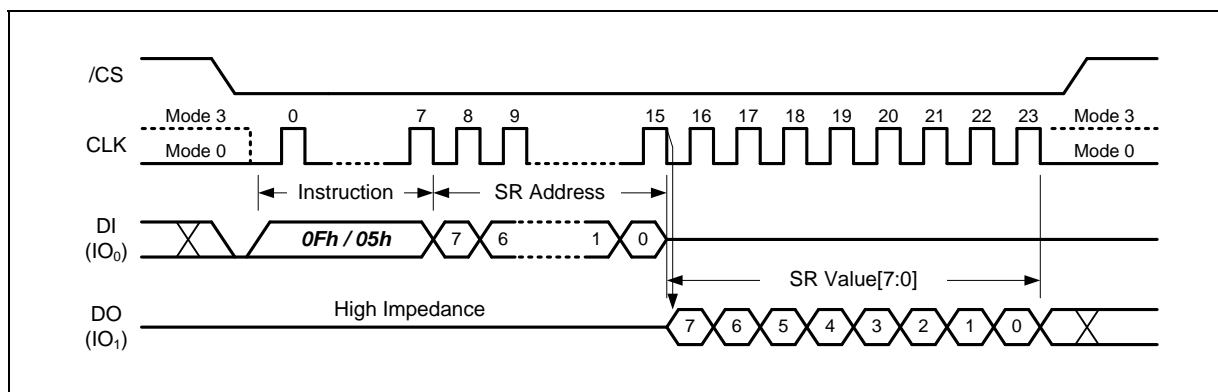 /CS
Mode 3 0 7 8 9 15 16 17 18 19 20 21 22 23 Mode 3
CLK
Mode 0 Mode 0
Instruction SR Address
DI
(IO₀)
0Fh / 05h 7 6 1 0
SR Value[7:0]
High Impedance
DO
(IO₁)
7 6 5 4 3 2 1 0